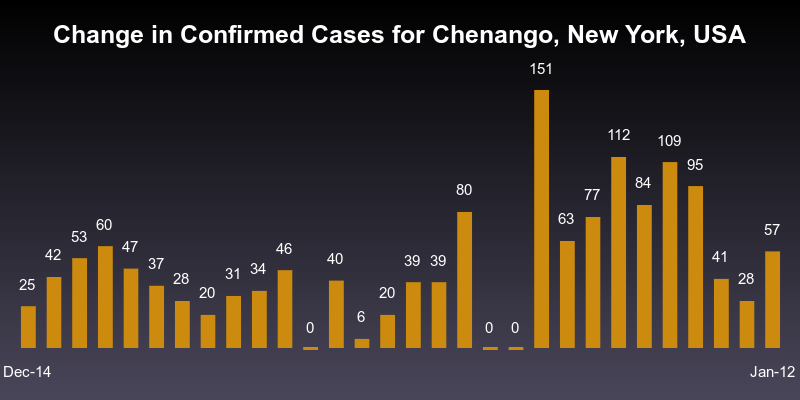 Change in Confirmed Cases for Chenango, New York, USA
25 42 53 60 47 37 28 20 31 34 46 0 40 6 20 39 39 80 0 0 151 63 77 112 84 109 95 41 28 57
Dec-14 Jan-12